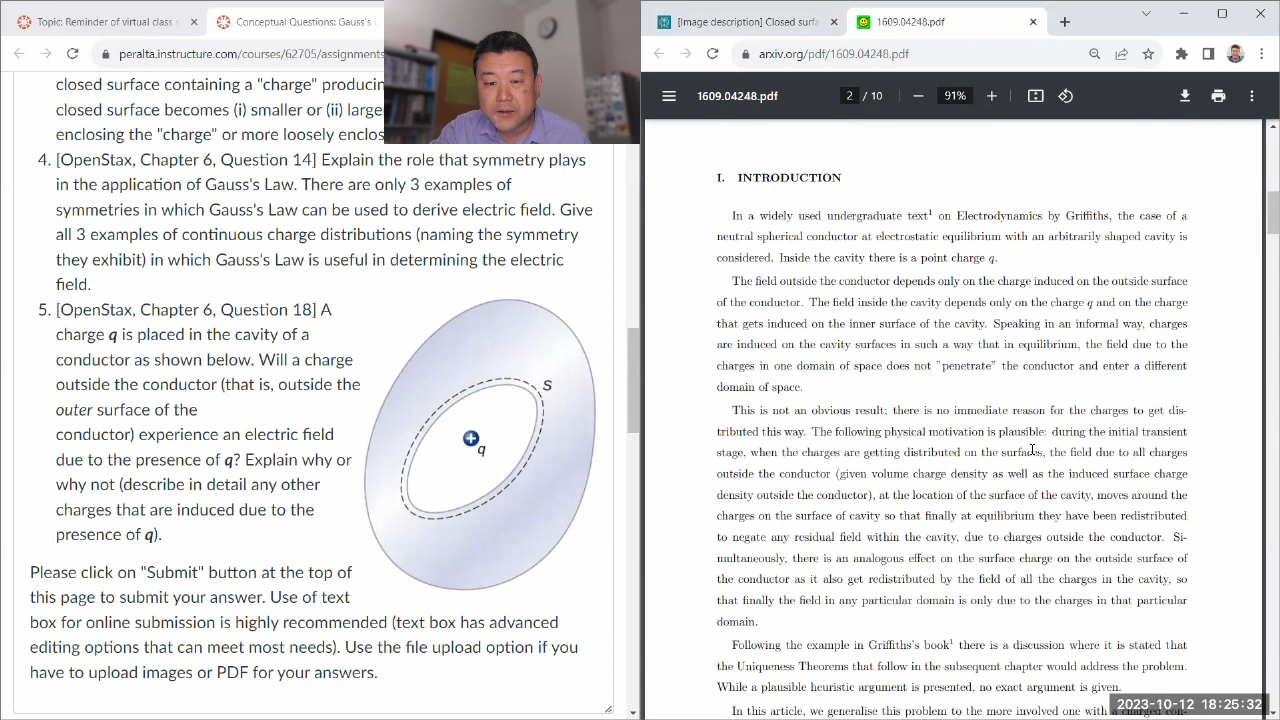 Topic: Reminder of virtual class s
Conceptual Questions: Gauss's L
peralta.instructure.com/courses/62705/assignments
closed surface containing a "charge" producin
closed surface becomes (i) smaller or (ii) large
enclosing the "charge" or more loosely enclos
4. [OpenStax, Chapter 6, Question 14] Explain the role that symmetry plays
in the application of Gauss's Law. There are only 3 examples of
symmetries in which Gauss's Law can be used to derive electric field. Give
all 3 examples of continuous charge distributions (naming the symmetry
they exhibit) in which Gauss's Law is useful in determining the electric
field.
5. [OpenStax, Chapter 6, Question 18] A
charge q is placed in the cavity of a
conductor as shown below. Will a charge
outside the conductor (that is, outside the
outer surface of the
conductor) experience an electric field
due to the presence of q? Explain why or
why not (describe in detail any other
charges that are induced due to the
presence of q).
S
q
Please click on "Submit" button at the top of
this page to submit your answer. Use of text
box for online submission is highly recommended (text box has advanced
editing options that can meet most needs). Use the file upload option if you
have to upload images or PDF for your answers.
[Image description] Closed surfa
1609.04248.pdf
arxiv.org/pdf/1609.04248.pdf
1609.04248.pdf
2 / 10
91%
I. INTRODUCTION
In a widely used undergraduate text1 on Electrodynamics by Griffiths, the case of a
neutral spherical conductor at electrostatic equilibrium with an arbitrarily shaped cavity is
considered. Inside the cavity there is a point charge q.
The field outside the conductor depends only on the charge induced on the outside surface
of the conductor. The field inside the cavity depends only on the charge q and on the charge
that gets induced on the inner surface of the cavity. Speaking in an informal way, charges
are induced on the cavity surfaces in such a way that in equilibrium, the field due to the
charges in one domain of space does not "penetrate" the conductor and enter a different
domain of space.
This is not an obvious result; there is no immediate reason for the charges to get dis-
tributed this way. The following physical motivation is plausible: during the initial transient
stage, when the charges are getting distributed on the surfaces, the field due to all charges
outside the conductor (given volume charge density as well as the induced surface charge
density outside the conductor), at the location of the surface of the cavity, moves around the
charges on the surface of cavity so that finally at equilibrium they have been redistributed
to negate any residual field within the cavity, due to charges outside the conductor. Si-
multaneously, there is an analogous effect on the surface charge on the outside surface of
the conductor as it also get redistributed by the field of all the charges in the cavity, so
that finally the field in any particular domain is only due to the charges in that particular
domain.
Following the example in Griffiths's book1 there is a discussion where it is stated that
the Uniqueness Theorems that follow in the subsequent chapter would address the problem.
While a plausible heuristic argument is presented, no exact argument is given.
In this article, we generalise this problem to the more involved one with a charged con-
2023-10-12 18:25:32